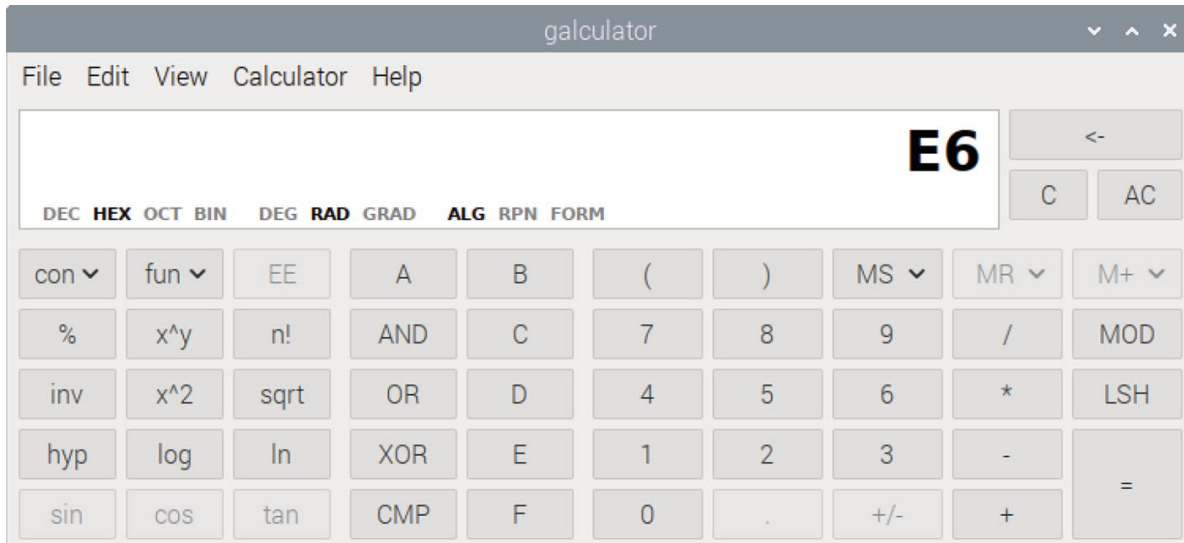 galculator
File Edit View Calculator Help
E6
<-
DEC HEX OCT BIN DEG RAD GRAD ALG RPN FORM
C AC
con fun EE A B ( ) MS MR M+
% x^y n! AND C 7 8 9 / MOD
inv x^2 sqrt OR D 4 5 6 * LSH
hyp log ln XOR E 1 2 3 -
=
sin cos tan CMP F 0 . +/- +